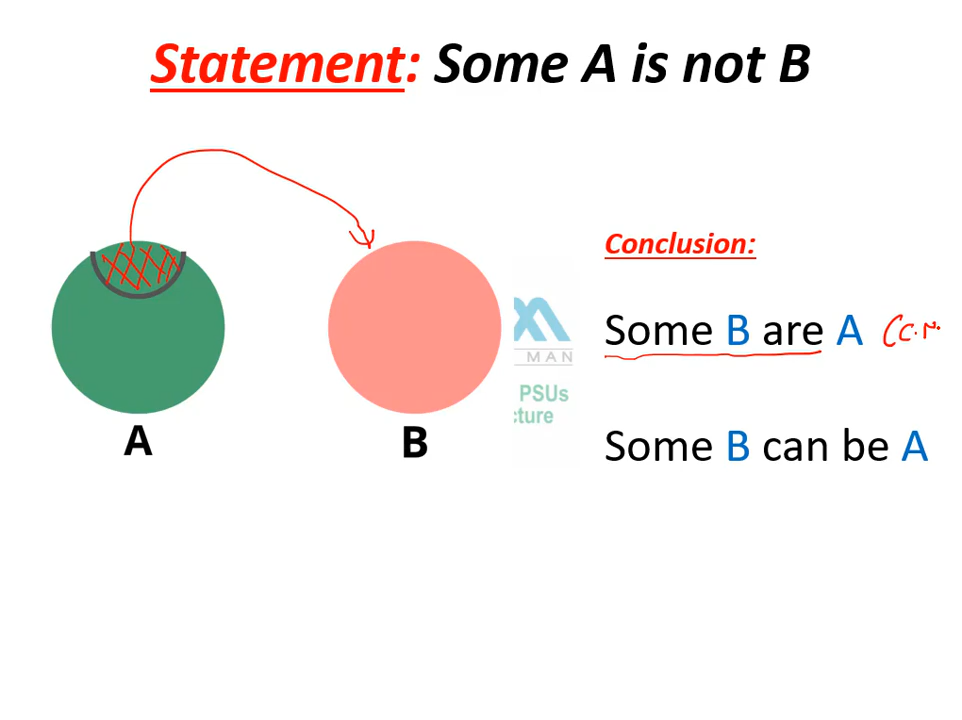 Statement: Some A is not B
Conclusion:
Some B are A
MAN
PSUs
cture
Some B can be A
A
B